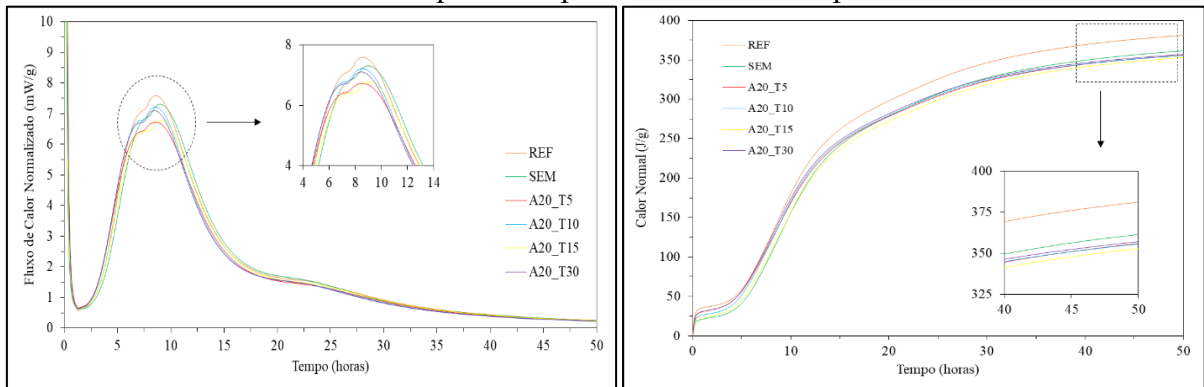 10
9
8
7
6
5
4
3
2
1
0
Fluxo de Calor Normalizado (mW/g)
8
6
4
4 6 8 10 12 14
REF
SEM
A20_T5
A20_T10
A20_T15
A20_T30
0 5 10 15 20 25 30 35 40 45 50
Tempo (horas)
400
350
300
250
200
150
100
50
0
Calor Normal (J/g)
REF
SEM
A20_T5
A20_T10
A20_T15
A20_T30
400
375
350
325
40 45 50
0 10 20 30 40 50
Tempo (horas)